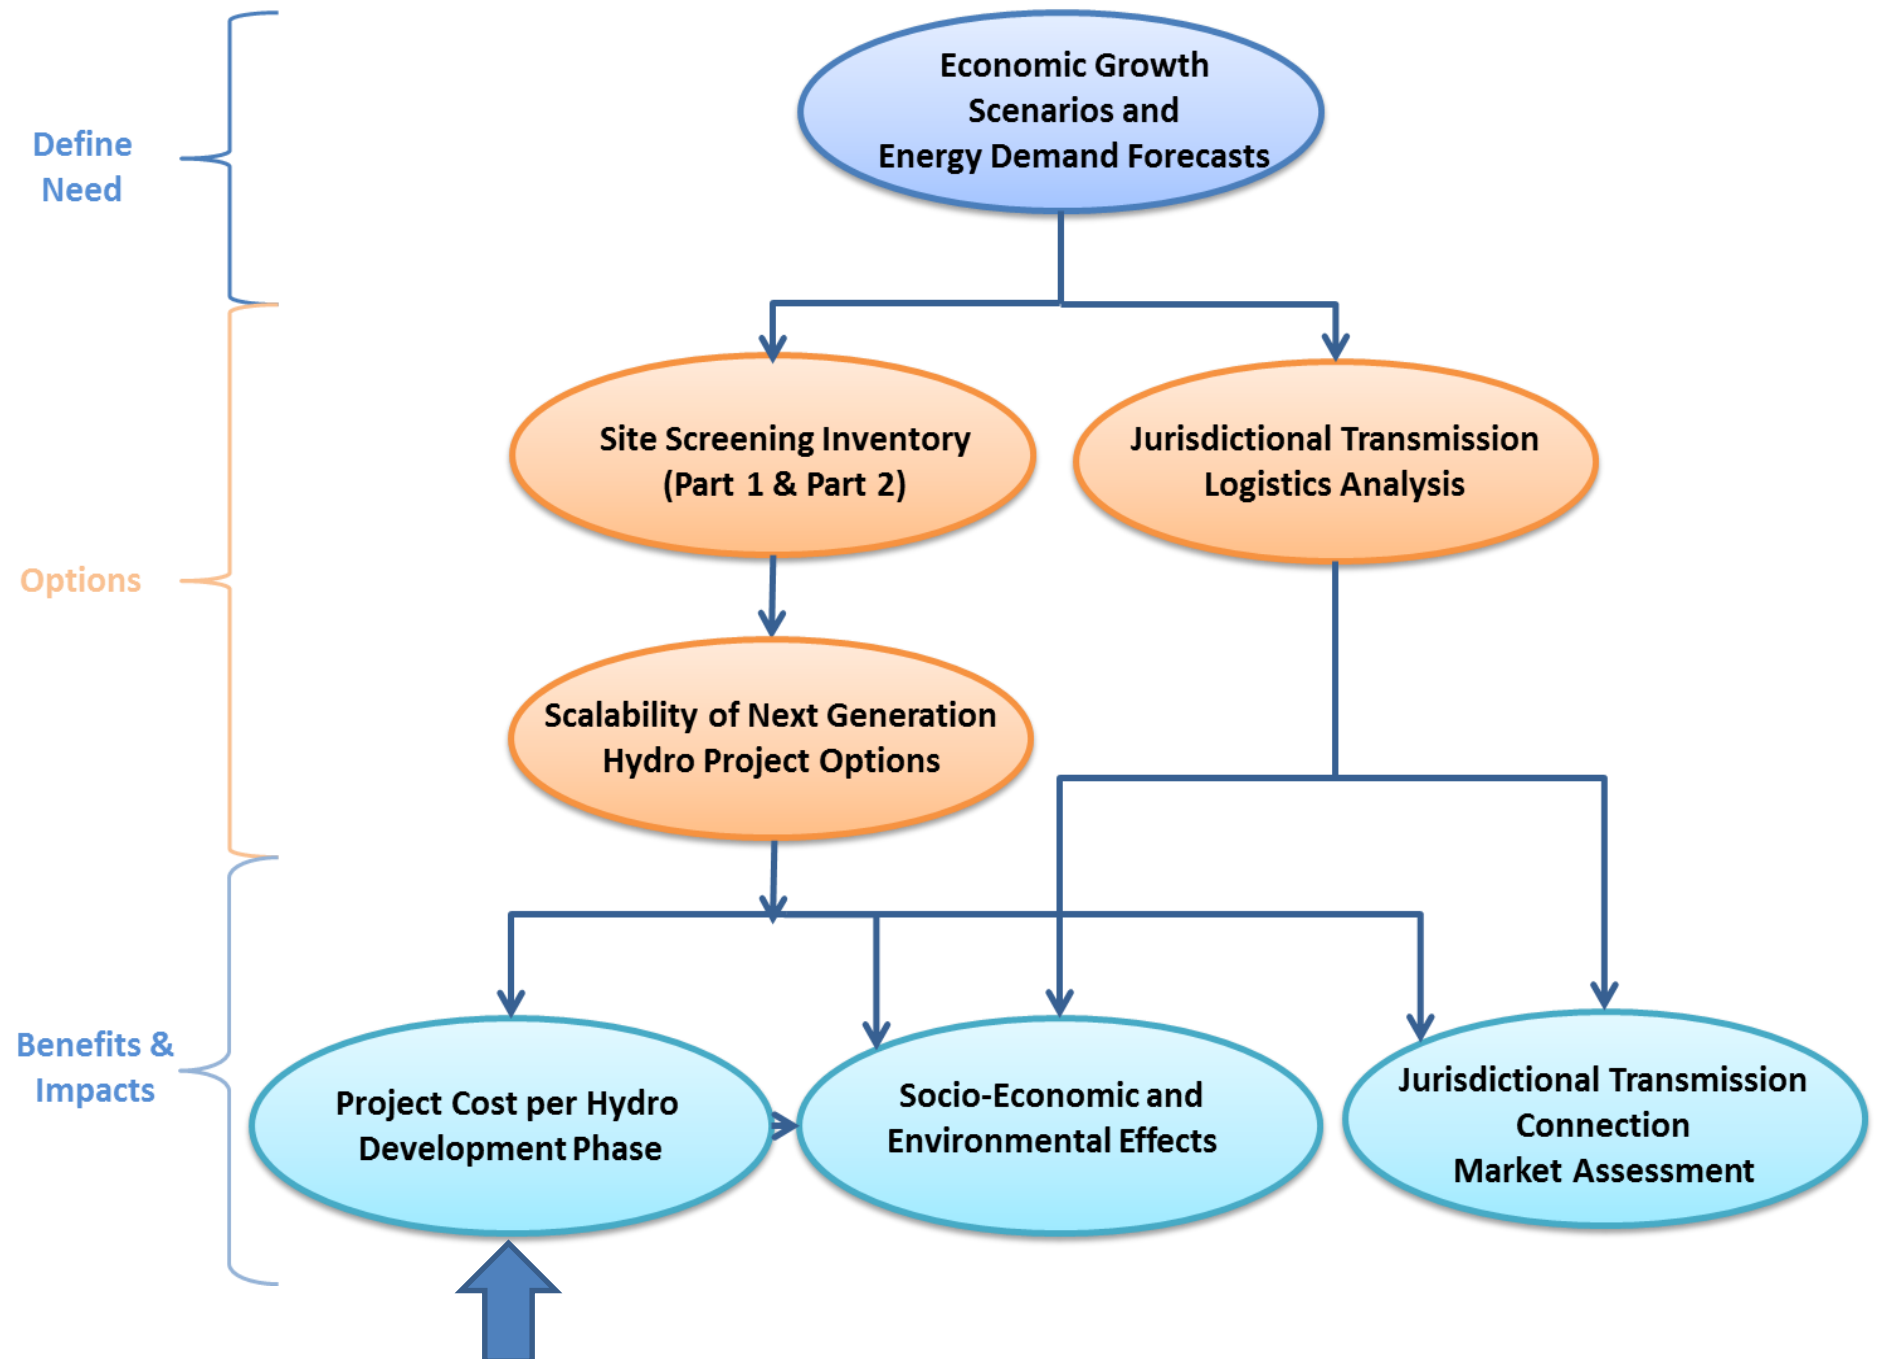 Economic Growth
Scenarios and
Energy Demand Forecasts
Define
Need
Site Screening Inventory
(Part 1 & Part 2)
Jurisdictional Transmission
Logistics Analysis
Options
Scalability of Next Generation
Hydro Project Options
Benefits &
Impacts
Project Cost per Hydro
Development Phase
Socio-Economic and
Environmental Effects
Jurisdictional Transmission
Connection
Market Assessment